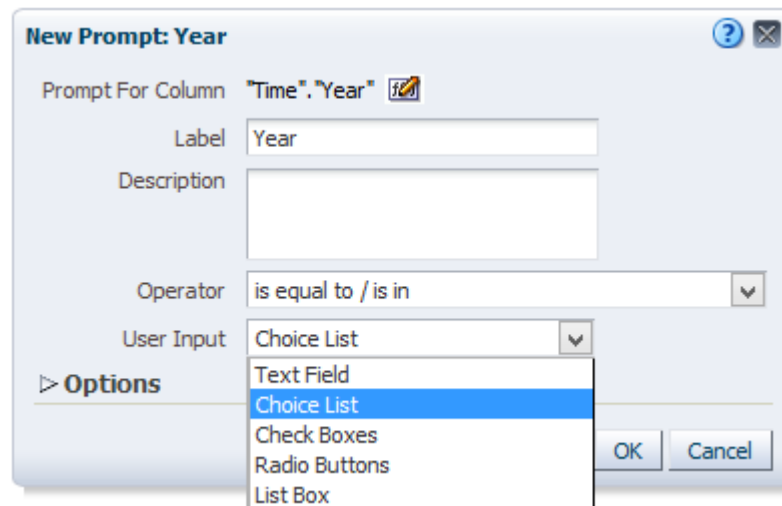 New Prompt: Year
Prompt For Column "Time"."Year"
Label Year
Description
Operator is equal to / is in
User Input Choice List
Text Field
Options
Choice List
Check Boxes
Radio Buttons
OK Cancel
List Box